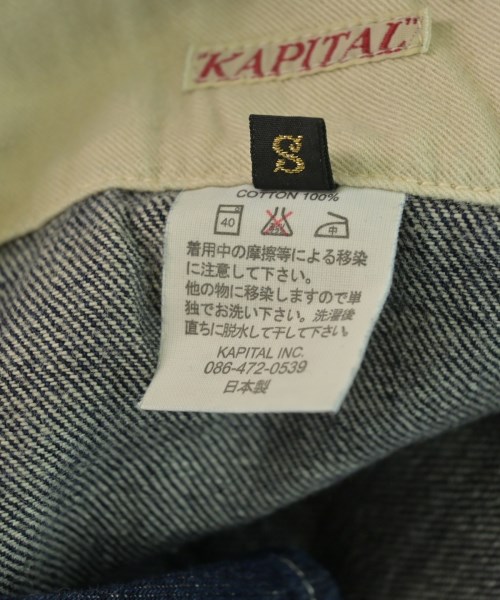 "KAPITAL"
S
COTTON 100%
40
中
着用中の摩擦等による移染
に注意して下さい。
他の物に移染しますので単
独でお洗い下さい。洗濯後
直ちに脱水して干して下さい。
KAPITAL INC.
086-472-0539
日本製